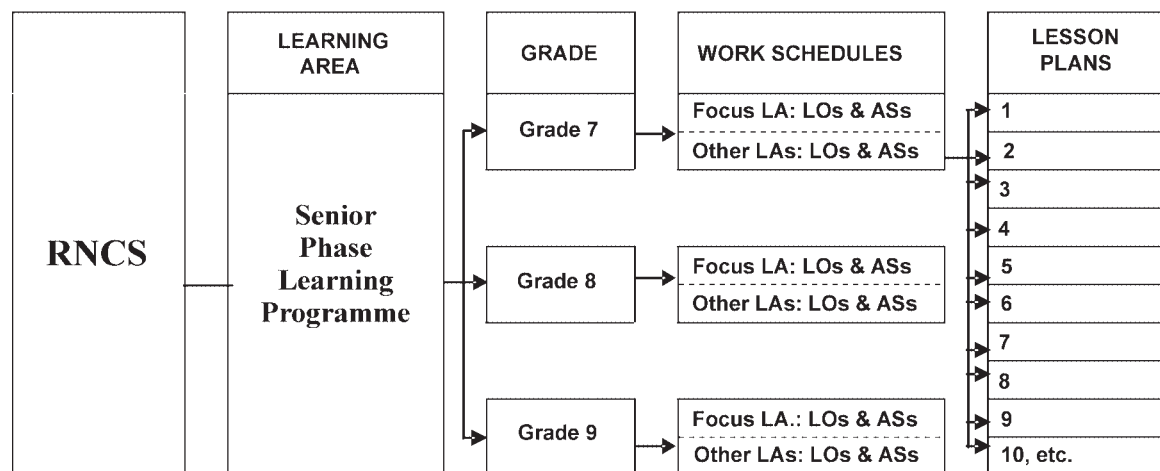 RNCS
LEARNING
AREA
Senior
Phase
Learning
Programme
GRADE
Grade 7
Grade 8
Grade 9
WORK SCHEDULES
Focus LA: LOs & ASs
Other LAs: LOs & ASs
Focus LA: LOs & ASs
Other LAs: LOs & ASs
Focus LA.: LOs & ASs
Other LAs: LOs & ASs
LESSON
PLANS
1
2
3
4
5
6
7
8
9
10, etc.